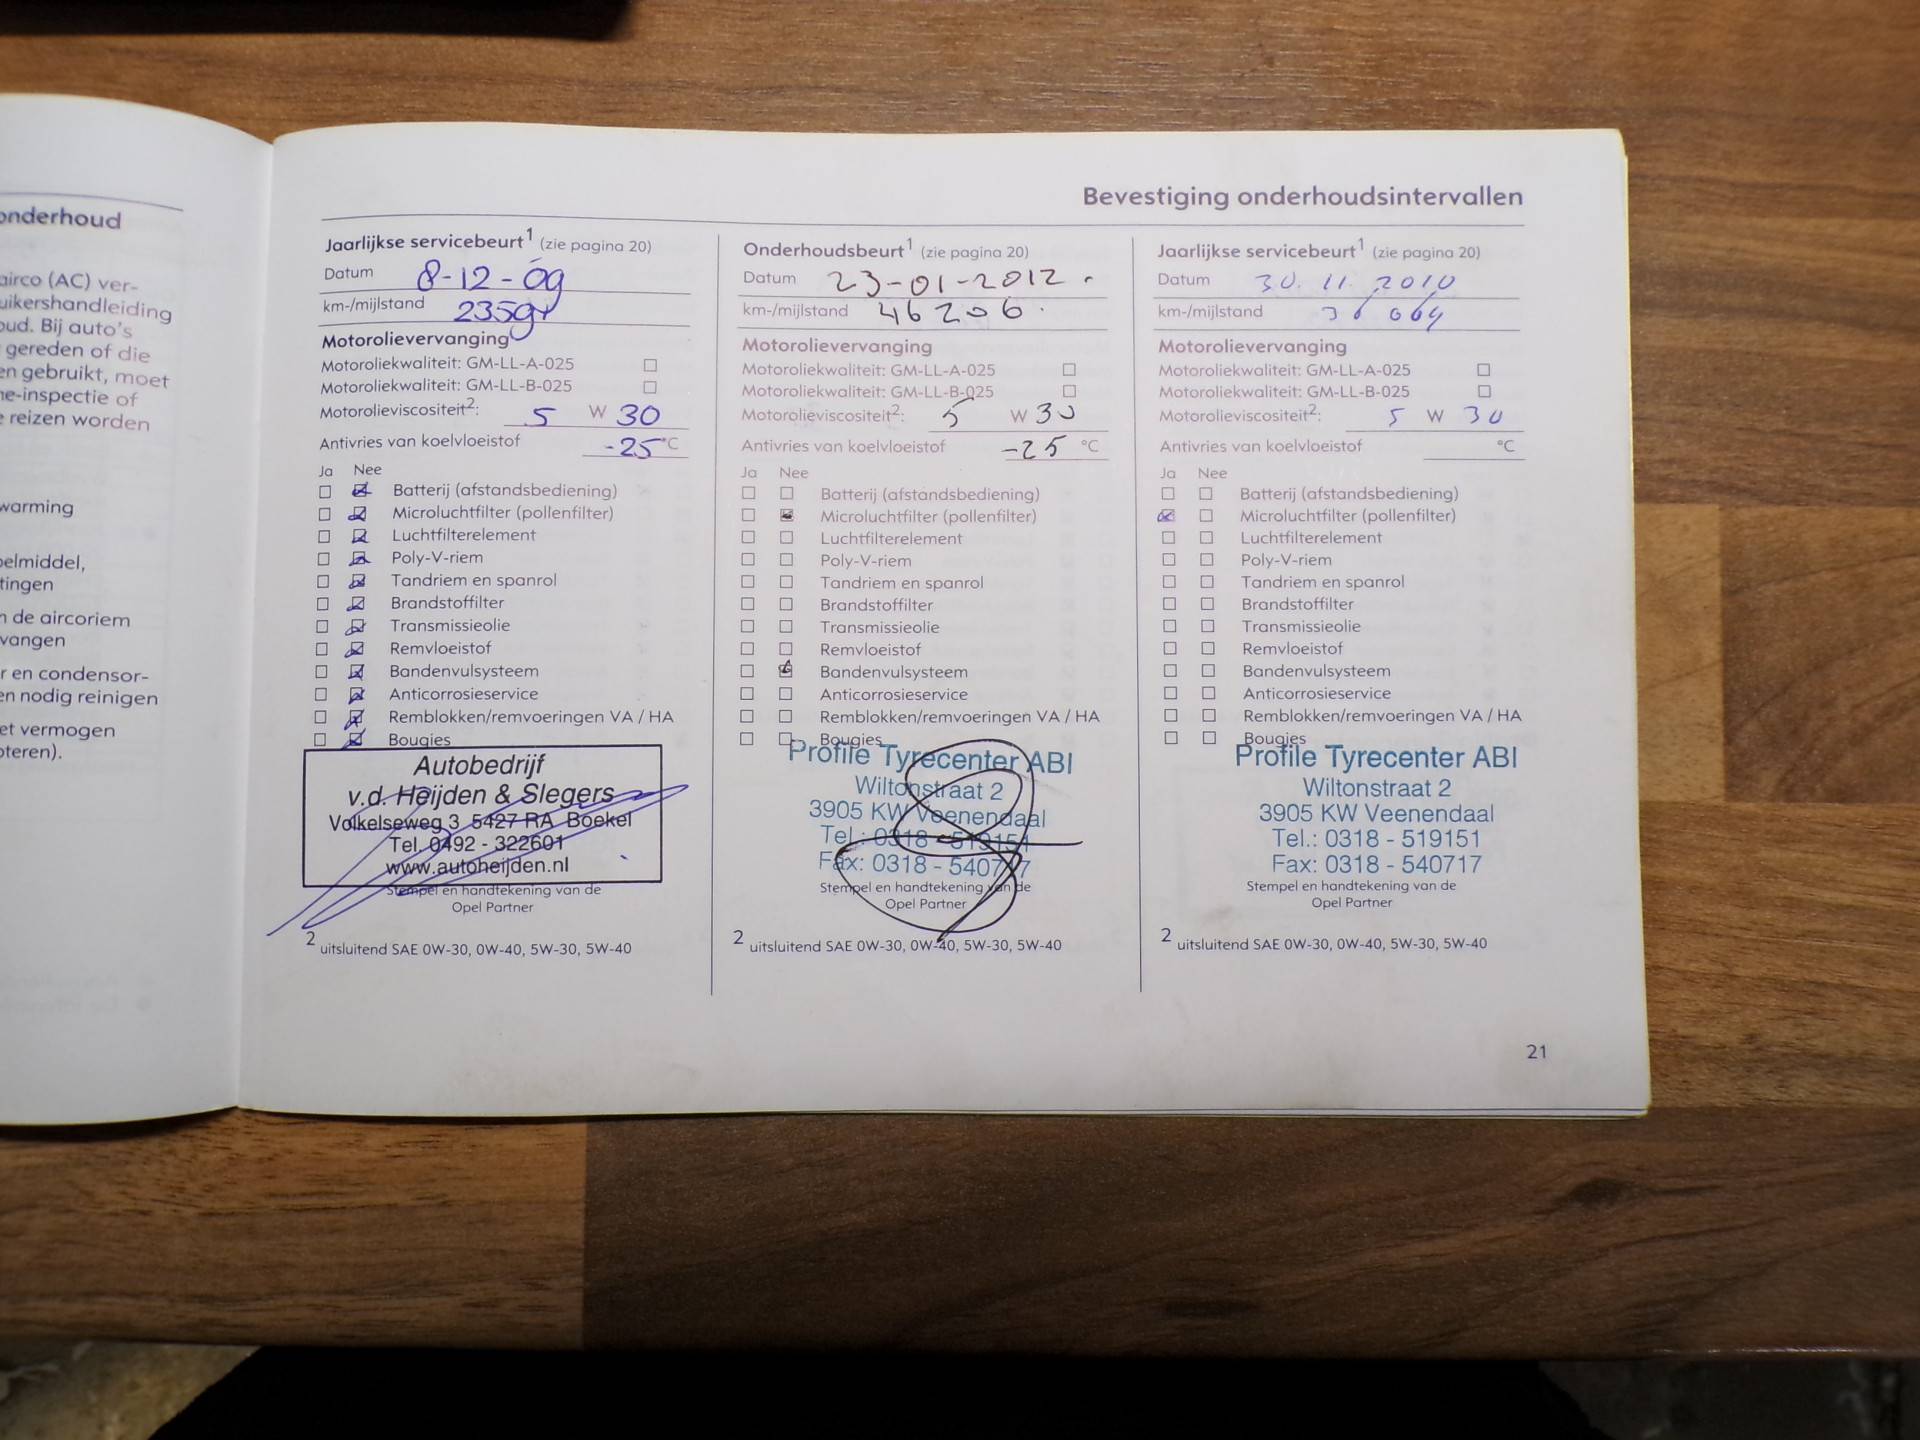 onderhoud
airco (AC) ver-
uikershandleiding
oud. Bij auto's
gereden of die
en gebruikt, moet
ne-inspectie of
e reizen worden
warming
oelmiddel,
tingen
n de aircoriem
vangen
r en condensor-
en nodig reinigen
et vermogen
oteren).
Bevestiging onderhoudsintervallen
Jaarlijkse servicebeurt1 (zie pagina 20)
Datum 8-12-09
km-/mijlstand
Motorolievervanging
Motoroliekwaliteit: GM-LL-A-025
Motoroliekwaliteit: GM-LL-B-025
Motorolieviscositeit2: 5 W 30
Antivries van koelvloeistof -25 °C
Ja Nee
Batterij (afstandsbediening)
Microluchtfilter (pollenfilter)
Luchtfilterelement
Poly-V-riem
Tandriem en spanrol
Brandstoffilter
Transmissieolie
Remvloeistof
Bandenvulsysteem
Anticorrosieservice
Remblokken/remvoeringen VA / HA
Bougies
Autobedrijf
v.d. Heijden & Slegers
Volkelseweg 3 5427 RA Boekel
Tel. 0492 - 322601
www.autoheijden.nl
Stempel en handtekening van de
Opel Partner
2 uitsluitend SAE 0W-30, 0W-40, 5W-30, 5W-40
Onderhoudsbeurt1 (zie pagina 20)
Datum 23-01-2012.
km-/mijlstand 46206.
Motorolievervanging
Motoroliekwaliteit: GM-LL-A-025
Motoroliekwaliteit: GM-LL-B-025
Motorolieviscositeit2: 5 W 30
Antivries van koelvloeistof -25 °C
Ja Nee
Batterij (afstandsbediening)
Microluchtfilter (pollenfilter)
Luchtfilterelement
Poly-V-riem
Tandriem en spanrol
Brandstoffilter
Transmissieolie
Remvloeistof
Bandenvulsysteem
Anticorrosieservice
Remblokken/remvoeringen VA / HA
Bougies
Profile Tyrecenter ABI
Wiltonstraat 2
3905 KW Veenendaal
Tel.: 0318 - 519151
Fax: 0318 - 540717
Stempel en handtekening van de
Opel Partner
2 uitsluitend SAE 0W-30, 0W-40, 5W-30, 5W-40
Jaarlijkse servicebeurt1 (zie pagina 20)
Datum 30.11.2010
km-/mijlstand 36064
Motorolievervanging
Motoroliekwaliteit: GM-LL-A-025
Motoroliekwaliteit: GM-LL-B-025
Motorolieviscositeit2: 5 W 30
Antivries van koelvloeistof °C
Ja Nee
Batterij (afstandsbediening)
Microluchtfilter (pollenfilter)
Luchtfilterelement
Poly-V-riem
Tandriem en spanrol
Brandstoffilter
Transmissieolie
Remvloeistof
Bandenvulsysteem
Anticorrosieservice
Remblokken/remvoeringen VA / HA
Bougies
Profile Tyrecenter ABI
Wiltonstraat 2
3905 KW Veenendaal
Tel.: 0318 - 519151
Fax: 0318 - 540717
Stempel en handtekening van de
Opel Partner
2 uitsluitend SAE 0W-30, 0W-40, 5W-30, 5W-40
21